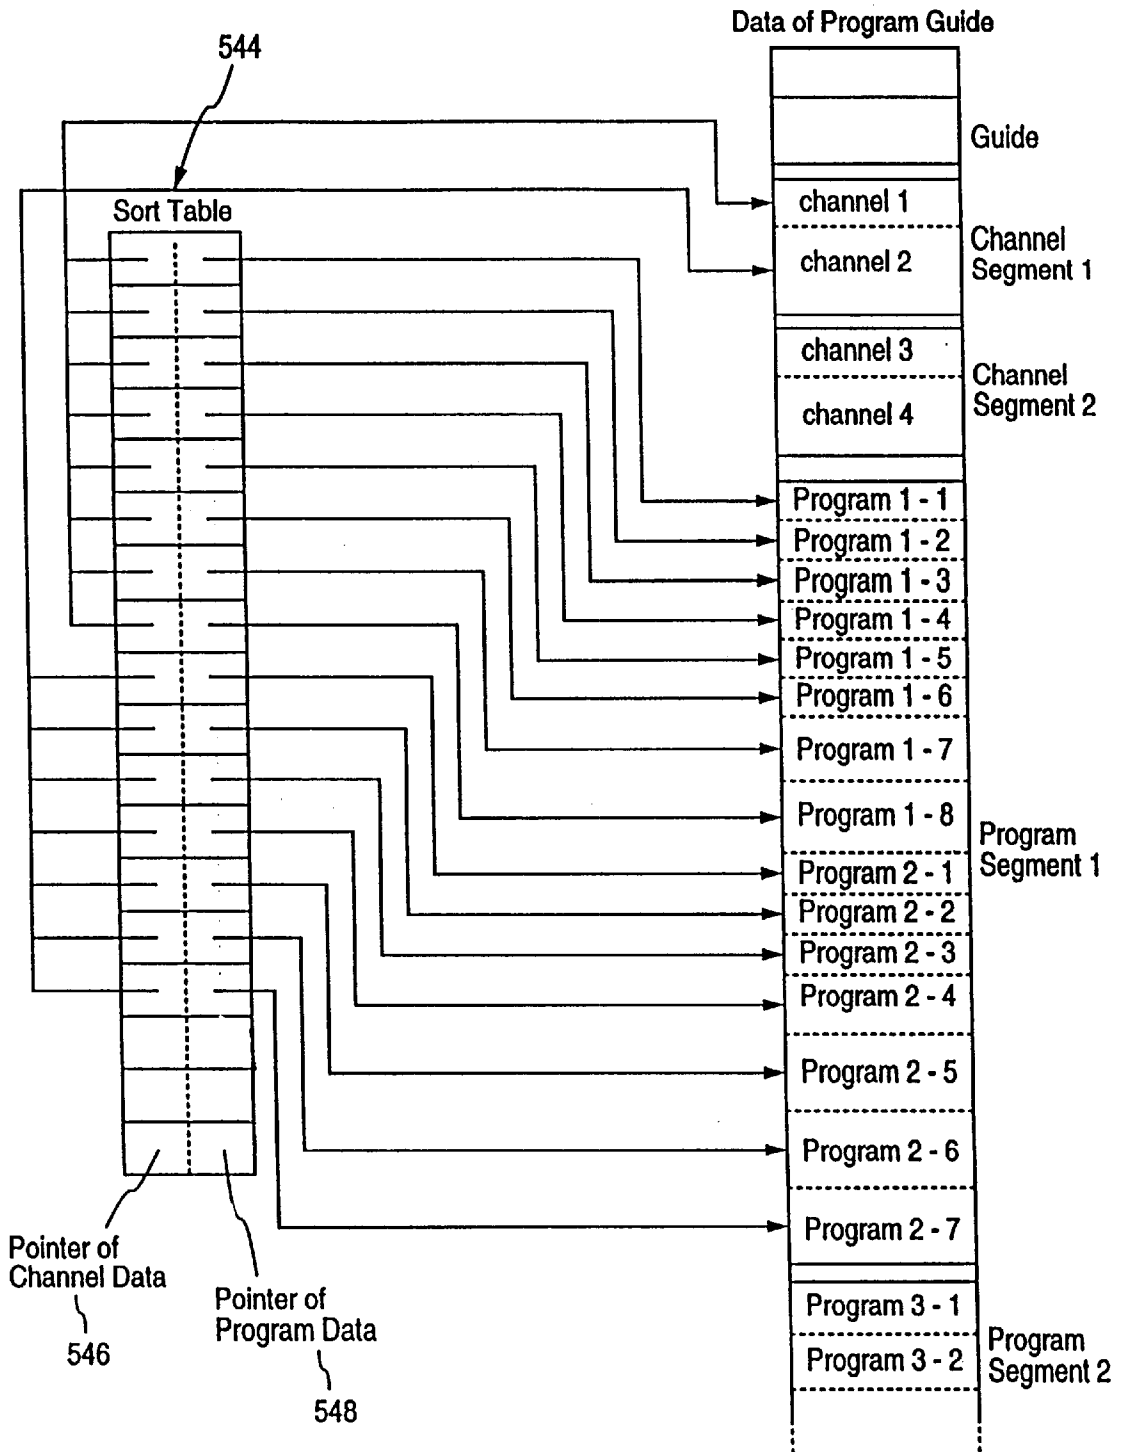 Data of Program Guide
544
Guide
Sort Table
channel 1
channel 2
Channel
Segment 1
channel 3
channel 4
Channel
Segment 2
Program 1 - 1
Program 1 - 2
Program 1 - 3
Program 1 - 4
Program 1 - 5
Program 1 - 6
Program 1 - 7
Program 1 - 8
Program 2 - 1
Program 2 - 2
Program 2 - 3
Program 2 - 4
Program 2 - 5
Program 2 - 6
Program 2 - 7
Program
Segment 1
Program 3 - 1
Program 3 - 2
Program
Segment 2
Pointer of
Channel Data
546
Pointer of
Program Data
548